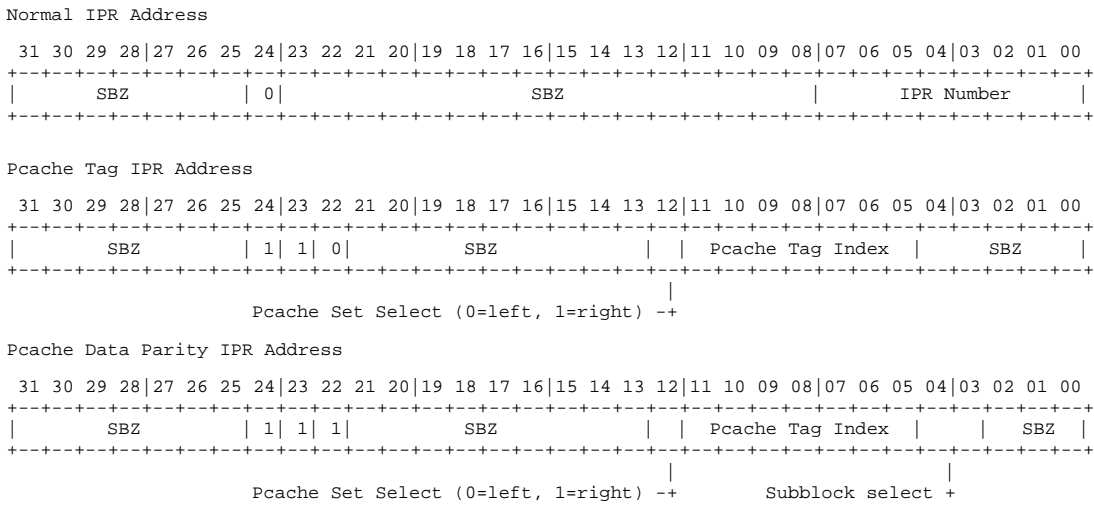 Normal IPR Address
31 30 29 28|27 26 25 24|23 22 21 20|19 18 17 16|15 14 13 12|11 10 09 08|07 06 05 04|03 02 01 00
+--+--+--+--+--+--+--+--+--+--+--+--+--+--+--+--+--+--+--+--+--+--+--+--+--+--+--+--+--+--+--+--+
| SBZ | 0| SBZ | IPR Number |
+--+--+--+--+--+--+--+--+--+--+--+--+--+--+--+--+--+--+--+--+--+--+--+--+--+--+--+--+--+--+--+--+
Pcache Tag IPR Address
31 30 29 28|27 26 25 24|23 22 21 20|19 18 17 16|15 14 13 12|11 10 09 08|07 06 05 04|03 02 01 00
+--+--+--+--+--+--+--+--+--+--+--+--+--+--+--+--+--+--+--+--+--+--+--+--+--+--+--+--+--+--+--+--+
| SBZ | 1| 1| 0| SBZ | | Pcache Tag Index | SBZ |
+--+--+--+--+--+--+--+--+--+--+--+--+--+--+--+--+--+--+--+--+--+--+--+--+--+--+--+--+--+--+--+--+
|
Pcache Set Select (0=left, 1=right) -+
Pcache Data Parity IPR Address
31 30 29 28|27 26 25 24|23 22 21 20|19 18 17 16|15 14 13 12|11 10 09 08|07 06 05 04|03 02 01 00
+--+--+--+--+--+--+--+--+--+--+--+--+--+--+--+--+--+--+--+--+--+--+--+--+--+--+--+--+--+--+--+--+
| SBZ | 1| 1| 1| SBZ | | Pcache Tag Index | | SBZ |
+--+--+--+--+--+--+--+--+--+--+--+--+--+--+--+--+--+--+--+--+--+--+--+--+--+--+--+--+--+--+--+--+
| |
Pcache Set Select (0=left, 1=right) -+ Subblock select +